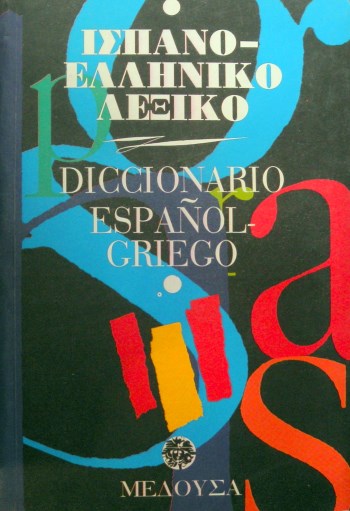 ΙΣΠΑΝΟ-
ΕΛΛΗΝΙΚΟ
ΛΕΞΙΚΟ
DICCIONARIO
ESPAÑOL-
GRIEGO
ΜΕΔΟΥΣΑ